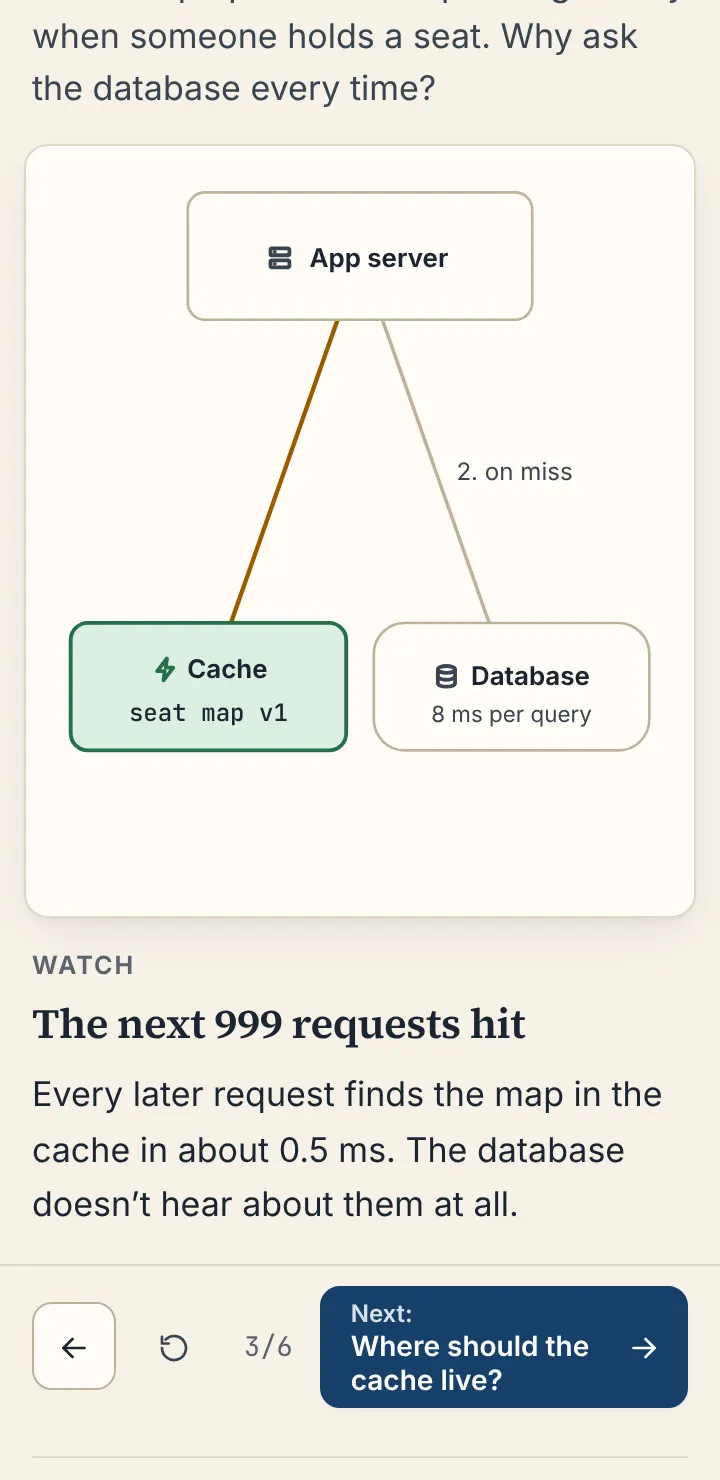 when someone holds a seat. Why ask
the database every time?
App server
2. on miss
Cache
seat map v1
Database
8 ms per query
WATCH
The next 999 requests hit
Every later request finds the map in the
cache in about 0.5 ms. The database
doesn’t hear about them at all.
3/6
Next:
Where should the
cache live?